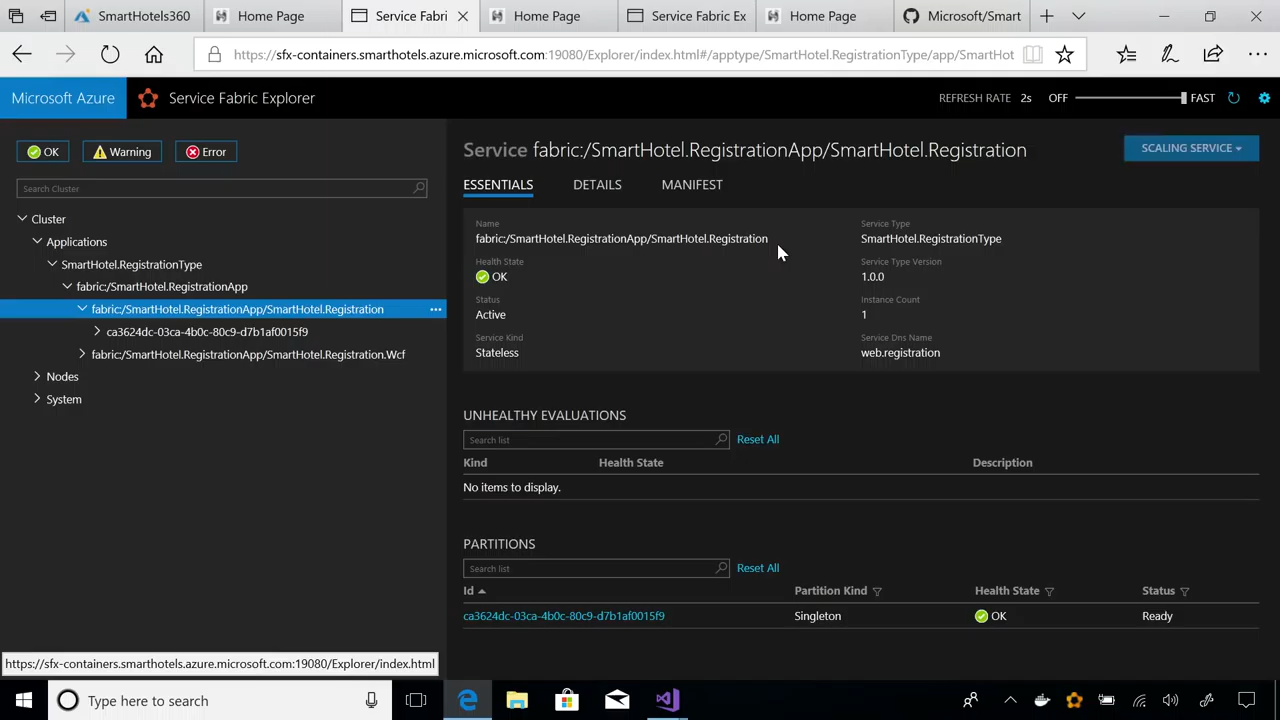 SmartHotels360
Home Page
Service Fabri
Home Page
Service Fabric Ex
Home Page
Microsoft/Smart
https://sfx-containers.smarthotels.azure.microsoft.com:19080/Explorer/index.html#/apptype/SmartHotel.RegistrationType/app/SmartHot
Microsoft Azure
Service Fabric Explorer
REFRESH RATE 2s OFF FAST
OK
Warning
Error
Search Cluster
Cluster
Applications
SmartHotel.RegistrationType
fabric:/SmartHotel.RegistrationApp
fabric:/SmartHotel.RegistrationApp/SmartHotel.Registration
ca3624dc-03ca-4b0c-80c9-d7b1af0015f9
fabric:/SmartHotel.RegistrationApp/SmartHotel.Registration.Wcf
Nodes
System
https://sfx-containers.smarthotels.azure.microsoft.com:19080/Explorer/index.html
Service fabric:/SmartHotel.RegistrationApp/SmartHotel.Registration
SCALING SERVICE
ESSENTIALS DETAILS MANIFEST
Name
fabric:/SmartHotel.RegistrationApp/SmartHotel.Registration
Health State
OK
Status
Active
Service Kind
Stateless
Service Type
SmartHotel.RegistrationType
Service Type Version
1.0.0
Instance Count
1
Service Dns Name
web.registration
UNHEALTHY EVALUATIONS
Search list Reset All
Kind Health State Description
No items to display.
PARTITIONS
Search list Reset All
Id Partition Kind Health State Status
ca3624dc-03ca-4b0c-80c9-d7b1af0015f9 Singleton OK Ready
Type here to search